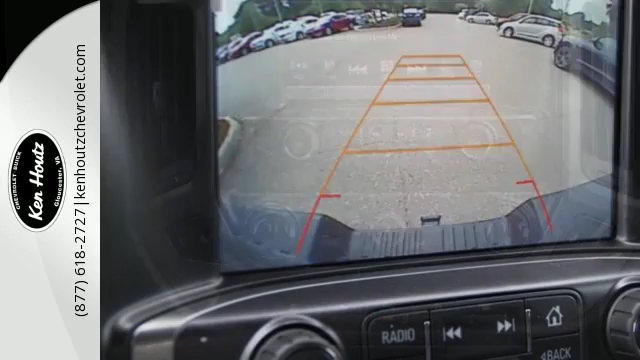 CHEVROLET BUICK
Ken Houtz
Gloucester, VA
(877) 618-2727|kenhoutzchevrolet.com
RADIO
BACK